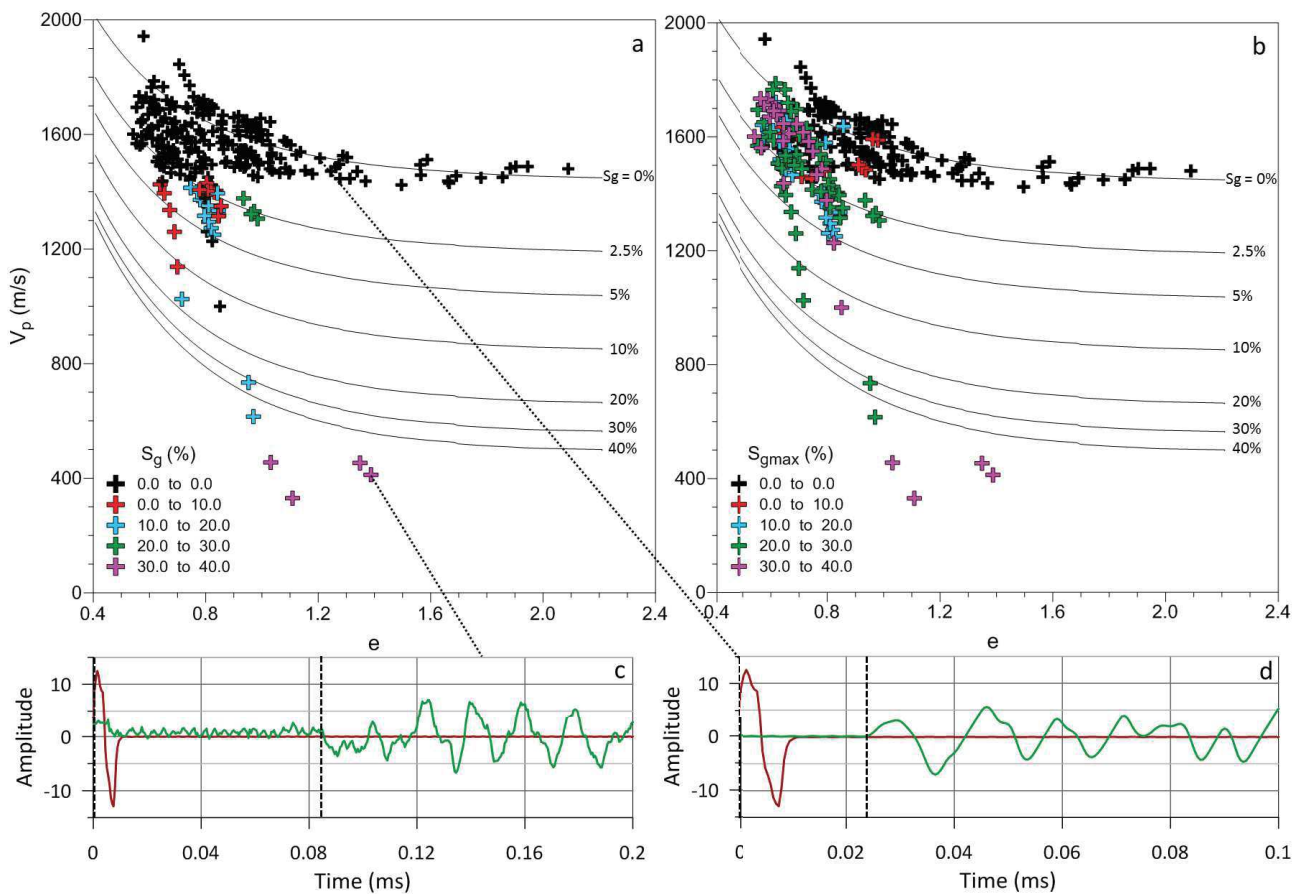 2000
1600
1200
800
400
0
V_p (m/s)
a
Sg = 0%
2.5%
5%
10%
20%
30%
40%
S_g (%)
0.0 to 0.0
0.0 to 10.0
10.0 to 20.0
20.0 to 30.0
30.0 to 40.0
0.4 0.8 1.2 1.6 2.0 2.4
e
2000
1600
1200
800
400
0
b
Sg = 0%
2.5%
5%
10%
20%
30%
40%
S_gmax (%)
0.0 to 0.0
0.0 to 10.0
10.0 to 20.0
20.0 to 30.0
30.0 to 40.0
0.4 0.8 1.2 1.6 2.0 2.4
e
c
Amplitude
10
0
-10
0 0.04 0.08 0.12 0.16 0.2
Time (ms)
d
Amplitude
10
0
-10
0 0.02 0.04 0.06 0.08 0.1
Time (ms)